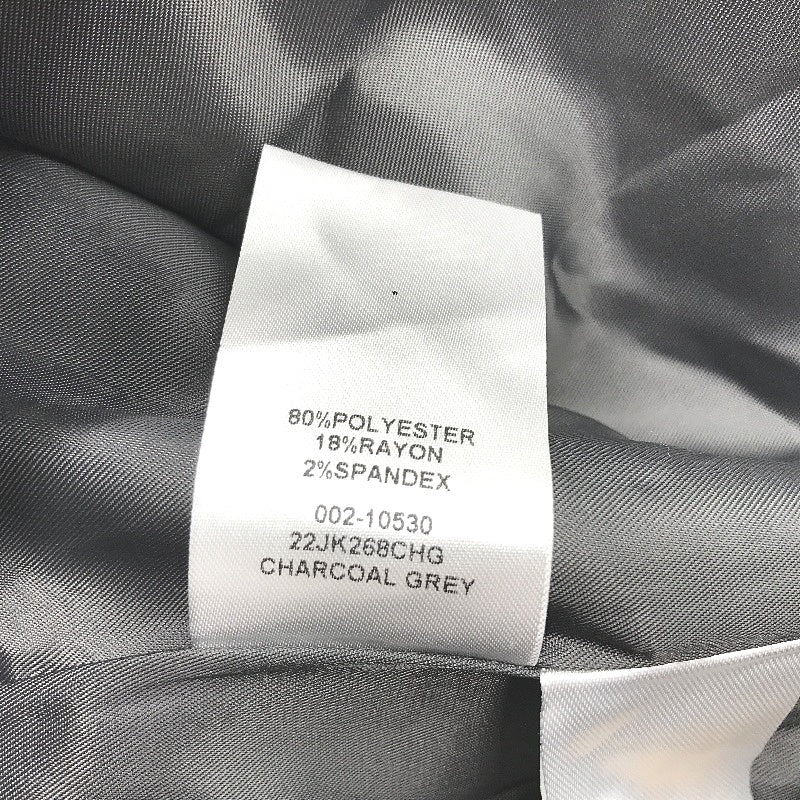 80%POLYESTER
18%RAYON
2%SPANDEX
002-10530
22JK268CHG
CHARCOAL GREY